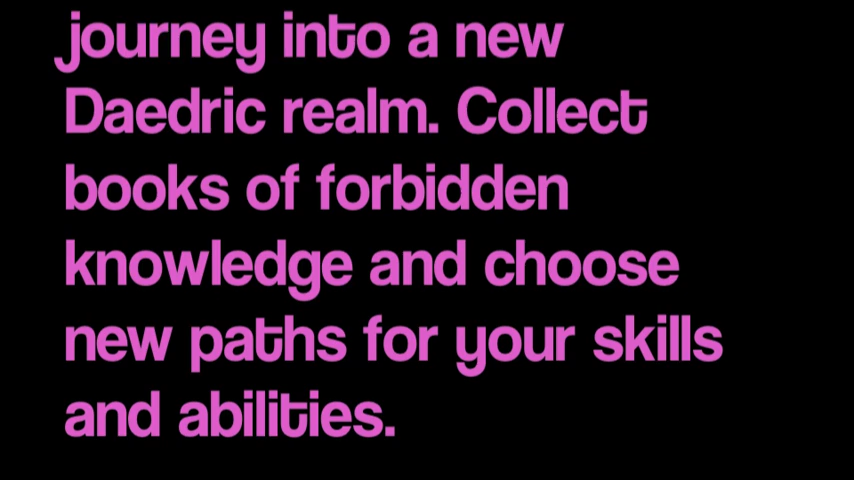 journey into a new
Daedric realm. Collect
books of forbidden
knowledge and choose
new paths for your skills
and abilities.